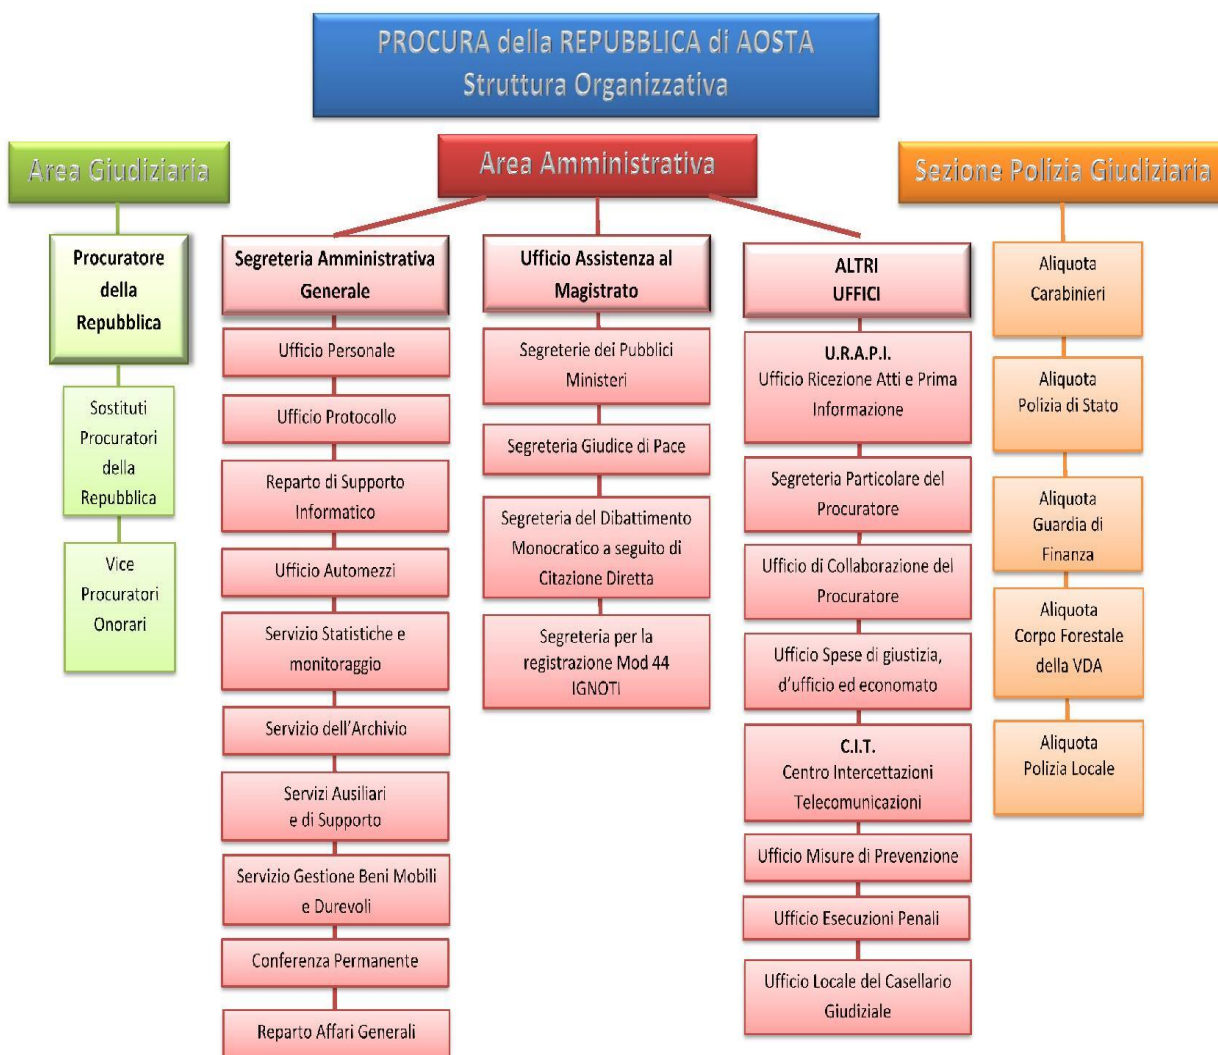 PROCURA della REPUBBLICA di AOSTA
Struttura Organizzativa
Area Giudiziaria
Procuratore
della
Repubblica
Sostituti
Procuratori
della
Repubblica
Vice
Procuratori
Onorari
Area Amministrativa
Segreteria Amministrativa
Generale
Ufficio Personale
Ufficio Protocollo
Reparto di Supporto
Informatico
Ufficio Automezzi
Servizio Statistiche e
monitoraggio
Servizio dell'Archivio
Servizi Ausiliari
e di Supporto
Servizio Gestione Beni Mobili
e Durevoli
Conferenza Permanente
Reparto Affari Generali
Ufficio Assistenza al
Magistrato
Segreterie dei Pubblici
Ministeri
Segreteria Giudice di Pace
Segreteria del Dibattimento
Monocratico a seguito di
Citazione Diretta
Segreteria per la
registrazione Mod 44
IGNOTI
ALTRI
UFFICI
U.R.A.P.I.
Ufficio Ricezione Atti e Prima
Informazione
Segreteria Particolare del
Procuratore
Ufficio di Collaborazione del
Procuratore
Ufficio Spese di giustizia,
d'ufficio ed economato
C.I.T.
Centro Intercettazioni
Telecomunicazioni
Ufficio Misure di Prevenzione
Ufficio Esecuzioni Penali
Ufficio Locale del Casellario
Giudiziale
Sezione Polizia Giudiziaria
Aliquota
Carabinieri
Aliquota
Polizia di Stato
Aliquota
Guardia di
Finanza
Aliquota
Corpo Forestale
della VDA
Aliquota
Polizia Locale